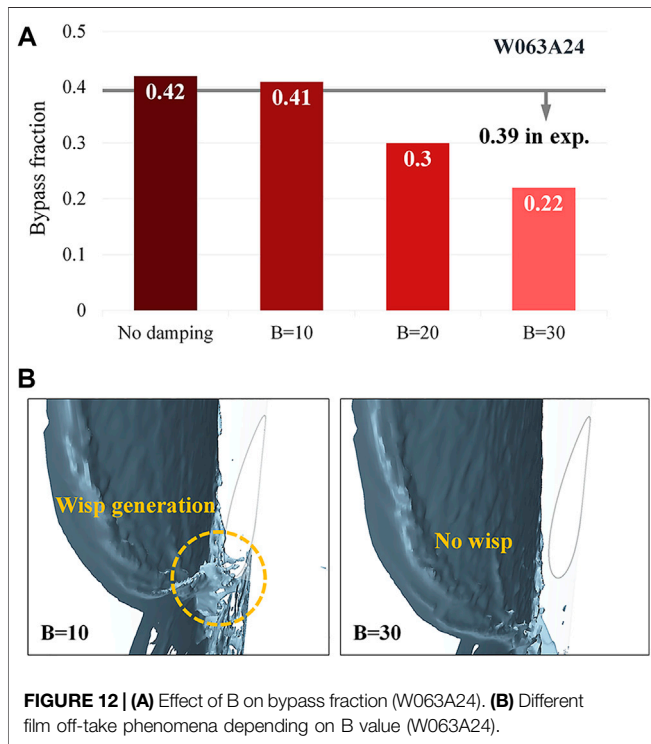 A
W063A24
0.5
0.4
0.3
0.2
0.1
0
Bypass fraction
0.42
0.41
0.3
0.22
0.39 in exp.
No damping B=10 B=20 B=30
B
Wisp generation
B=10
No wisp
B=30
FIGURE 12 | (A) Effect of B on bypass fraction (W063A24). (B) Different
film off-take phenomena depending on B value (W063A24).